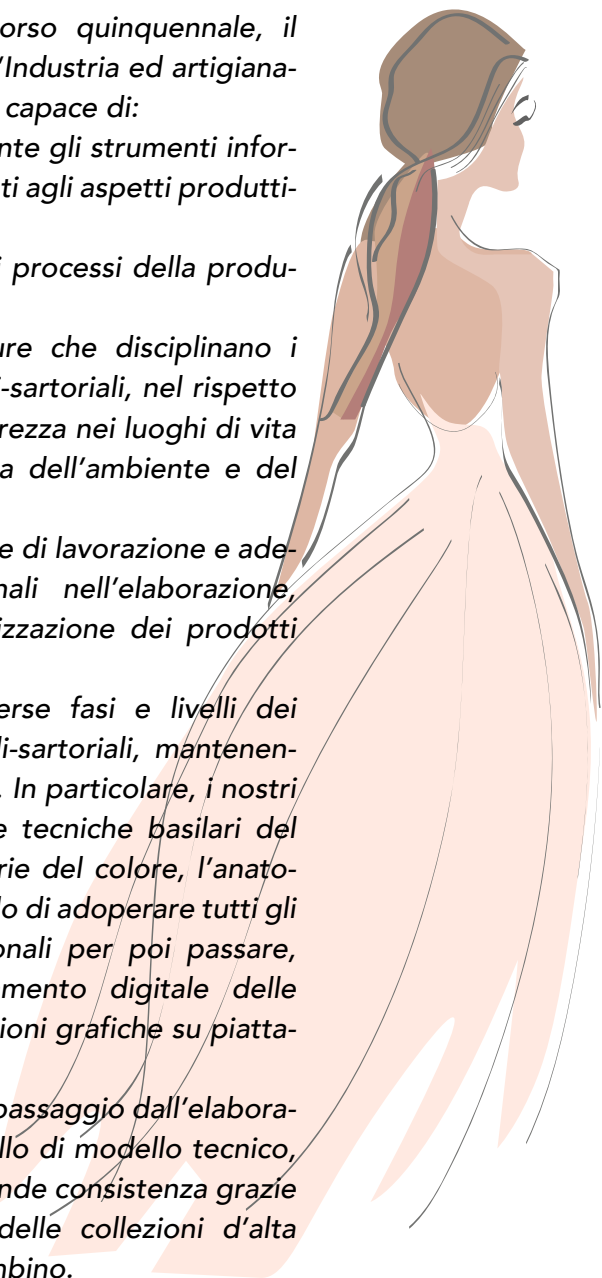 orso quinquennale, il
'Industria ed artigiana-
capace di:
nte gli strumenti infor-
ti agli aspetti produtti-
i processi della produ-
ure che disciplinano i
i-sartoriali, nel rispetto
rezza nei luoghi di vita
a dell'ambiente e del
e di lavorazione e ade-
nali nell'elaborazione,
izzazione dei prodotti
erse fasi e livelli dei
li-sartoriali, mantenen-
. In particolare, i nostri
e tecniche basilari del
rie del colore, l'anato-
lo di adoperare tutti gli
onali per poi passare,
mento digitale delle
ioni grafiche su piatta-
passaggio dall'elabora-
llo di modello tecnico,
nde consistenza grazie
delle collezioni d'alta
mbino.